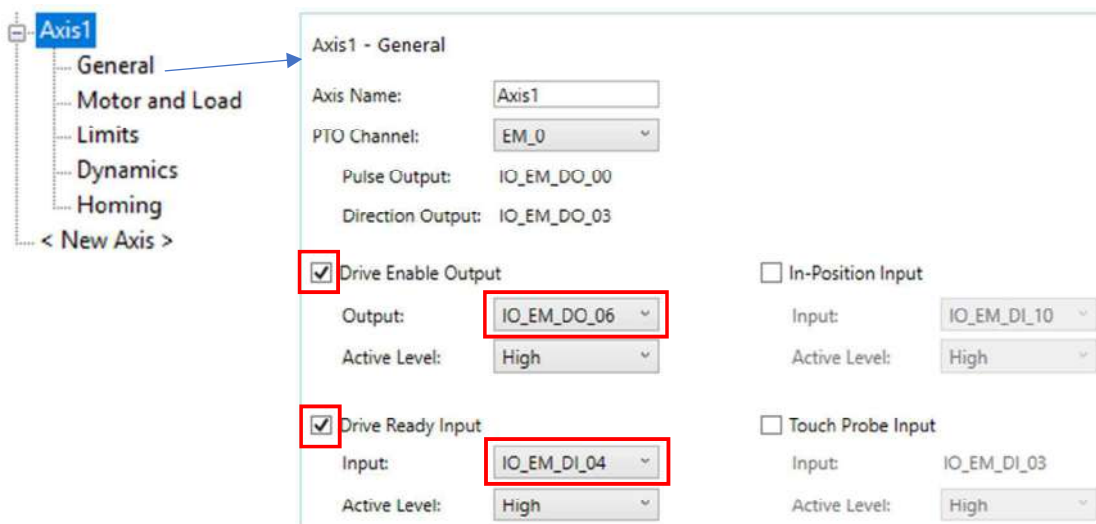 Axis1
General
Motor and Load
Limits
Dynamics
Homing
< New Axis >
Axis1 - General
Axis Name: Axis1
PTO Channel: EM_0
Pulse Output: IO_EM_DO_00
Direction Output: IO_EM_DO_03
Drive Enable Output In-Position Input
Output: IO_EM_DO_06 Input: IO_EM_DI_10
Active Level: High Active Level: High
Drive Ready Input Touch Probe Input
Input: IO_EM_DI_04 Input: IO_EM_DI_03
Active Level: High Active Level: High